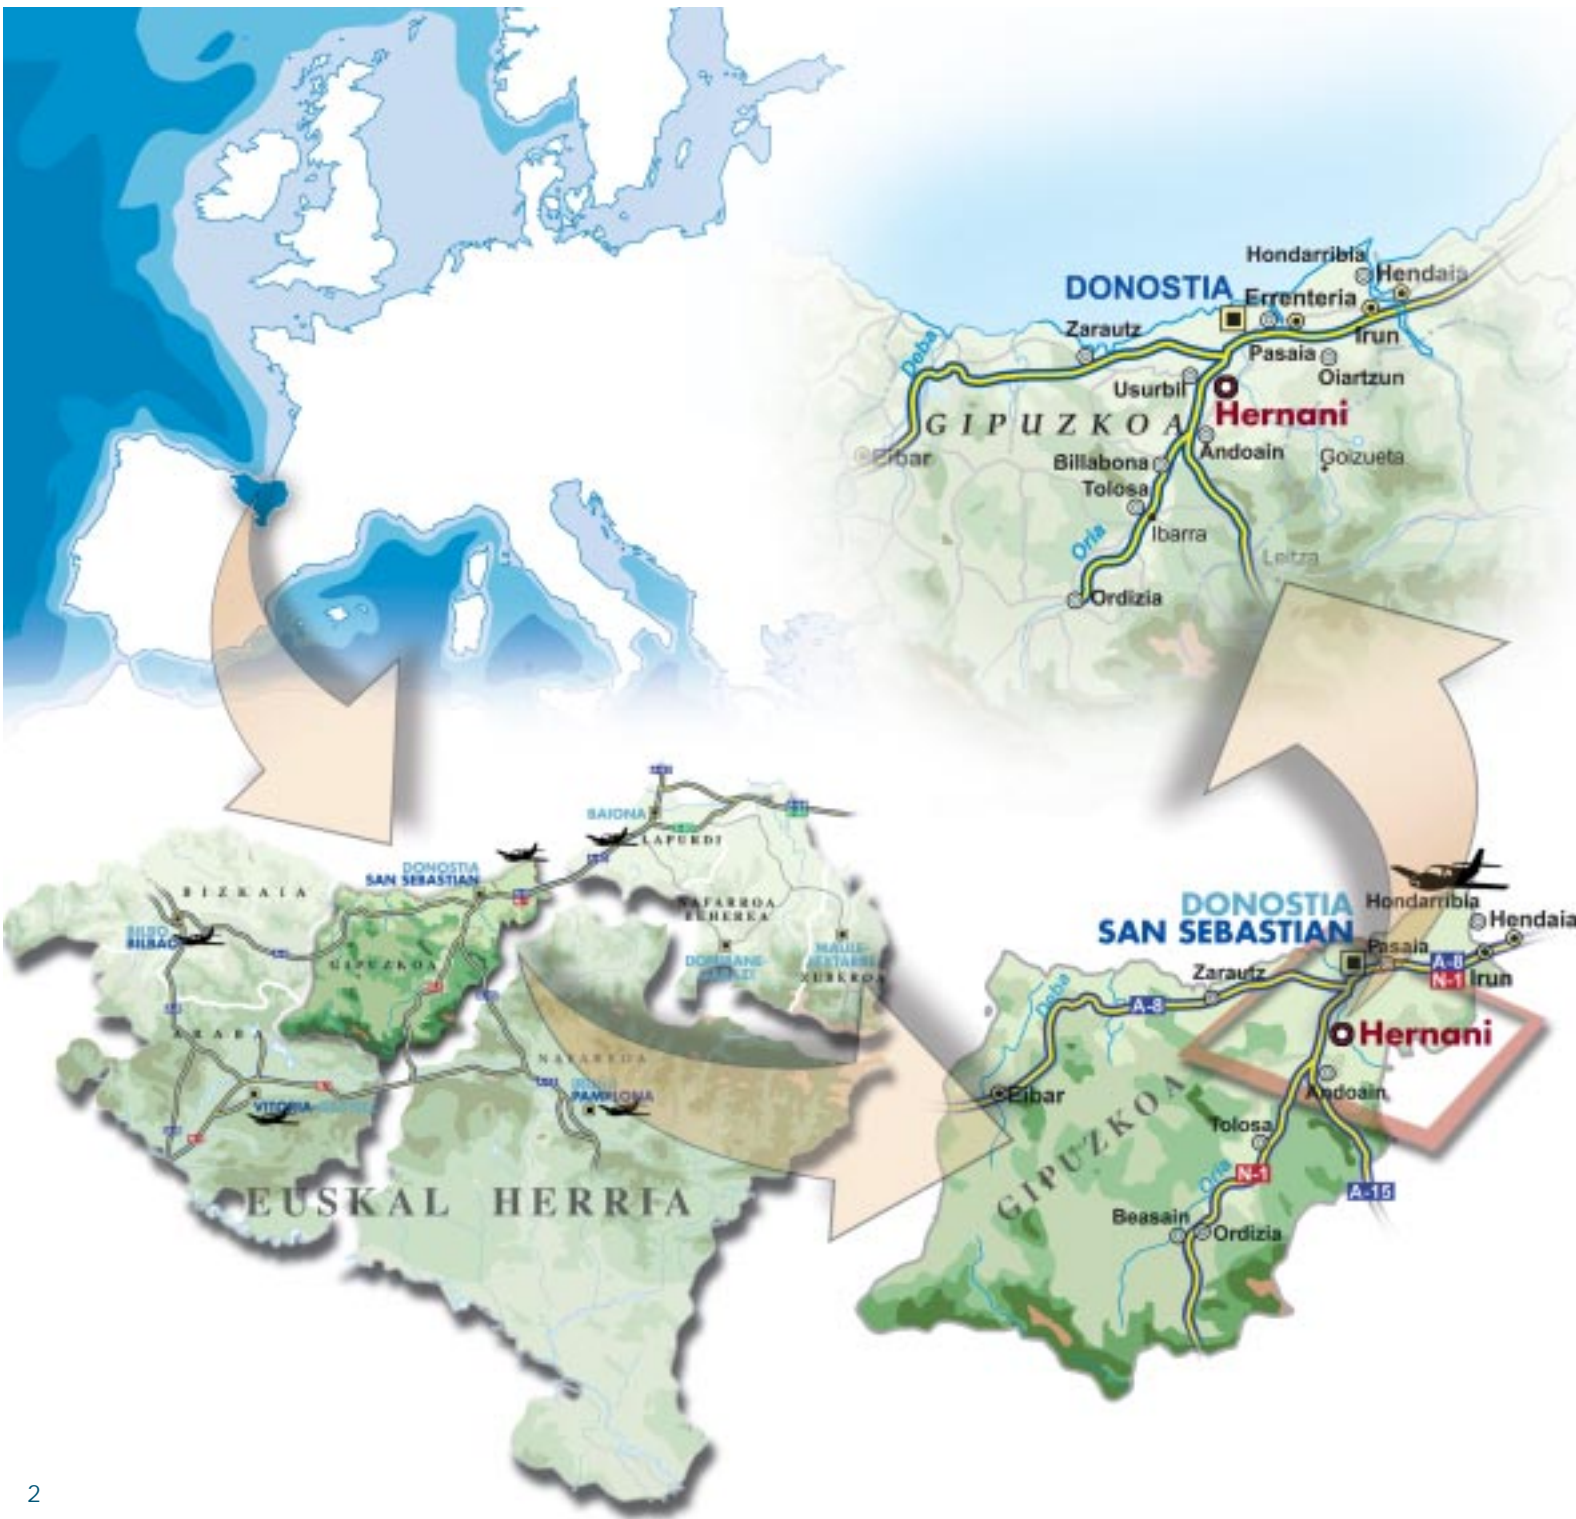 Hondarribia
Hendaia
DONOSTIA
Errenteria
Zarautz
Irun
Deba
Pasaia
Oiartzun
Usurbil
Hernani
GIPUZKOA
Andoain
Eibar
Billabona
Goizueta
Tolosa
Ibarra
Oria
Leitza
Ordizia
BAIONA
LAPURDI
DONOSTIA
SAN SEBASTIAN
BIZKAIA
NAFARROA
BEHEREA
BILBO
BILBAO
GIPUZKOA
ZUBEROA
ARABA
NAFARROA
VITORIA
PAMPLONA
EUSKAL HERRIA
Hondarribia
DONOSTIA
SAN SEBASTIAN
Hendaia
Pasaia
Zarautz
A-8
N-1
Irun
Deba
A-8
Hernani
Eibar
Andoain
GIPUZKOA
Tolosa
Oria
N-1
A-15
Beasain
Ordizia
2